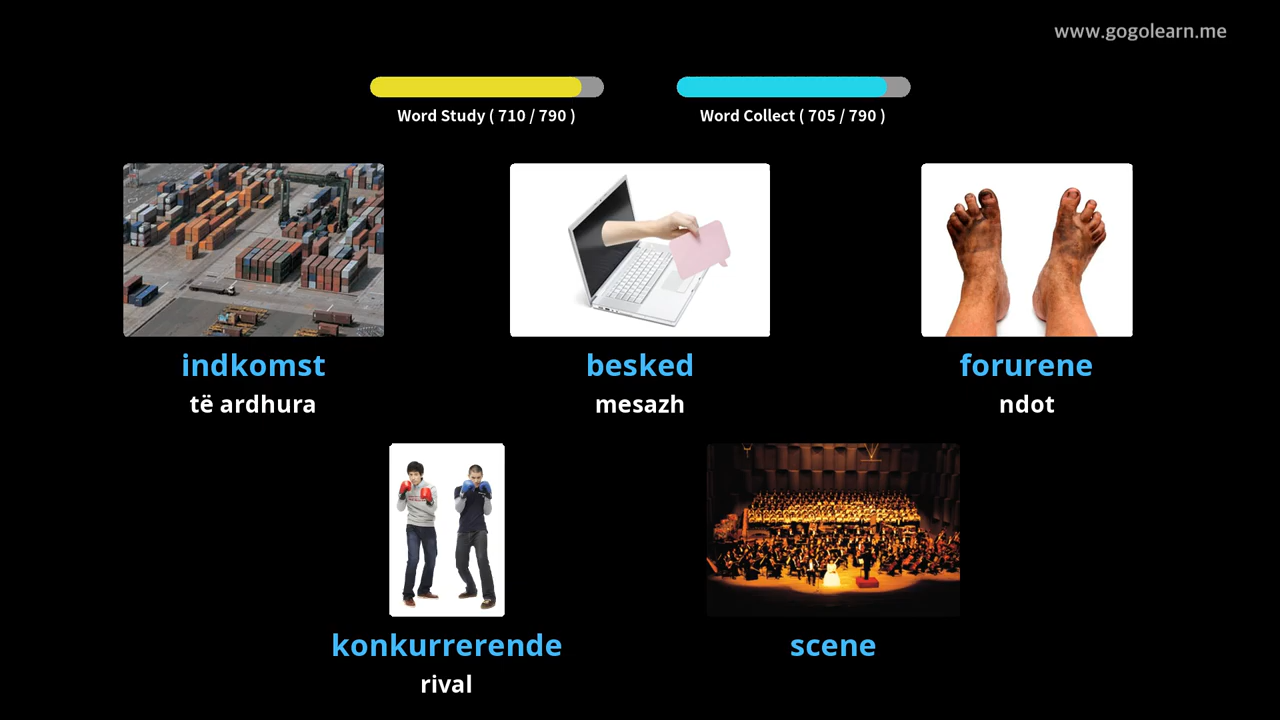 www.gogolearn.me
Word Study ( 710 / 790 )
Word Collect ( 705 / 790 )
indkomst
të ardhura
besked
mesazh
forurene
ndot
konkurrerende
rival
scene